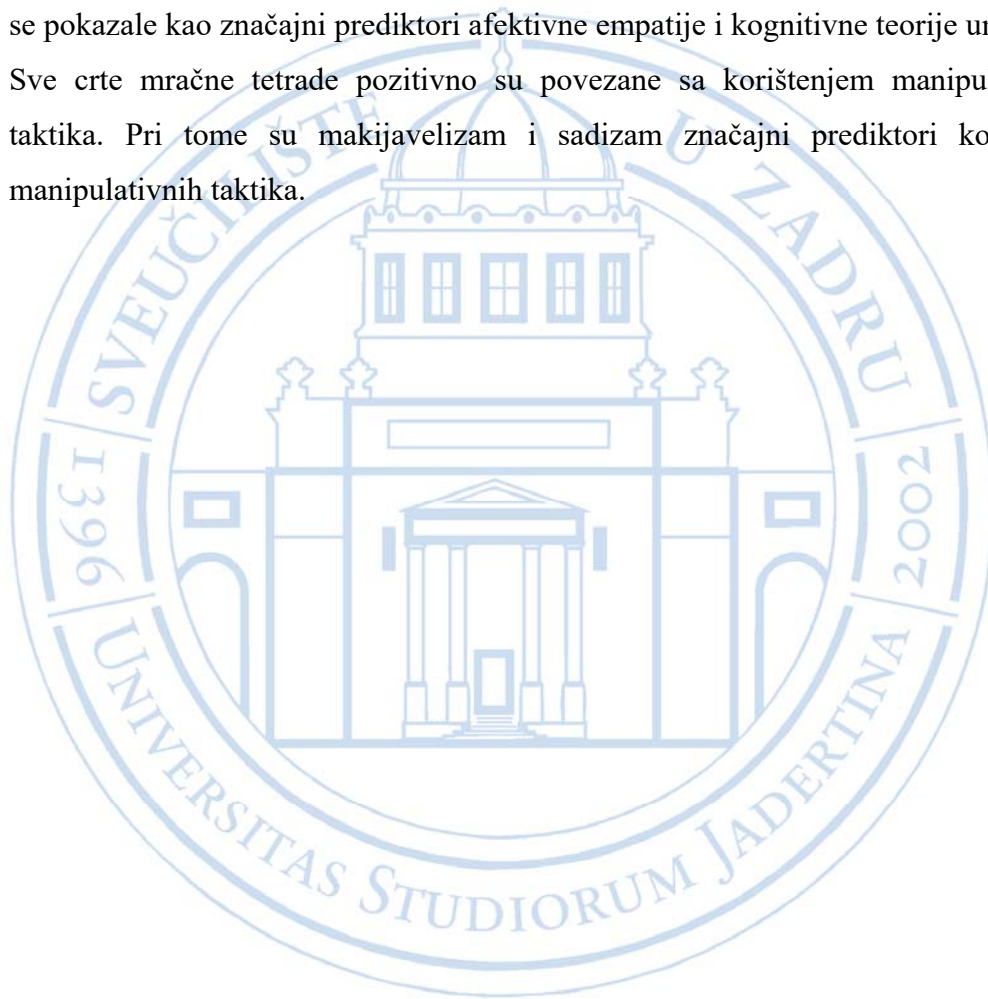 se pokazale kao značajni prediktori afektivne empatije i kognitivne teorije
Sve crte mračne tetrade pozitivno su povezane sa korištenjem
taktika. Pri tome su makijavelizam i sadizam značajni prediktori
manipulativnih taktika.
SVEUČILIŠTE U ZADRU
1396
2002
UNIVERSITAS STUDIORUM JADERTINA